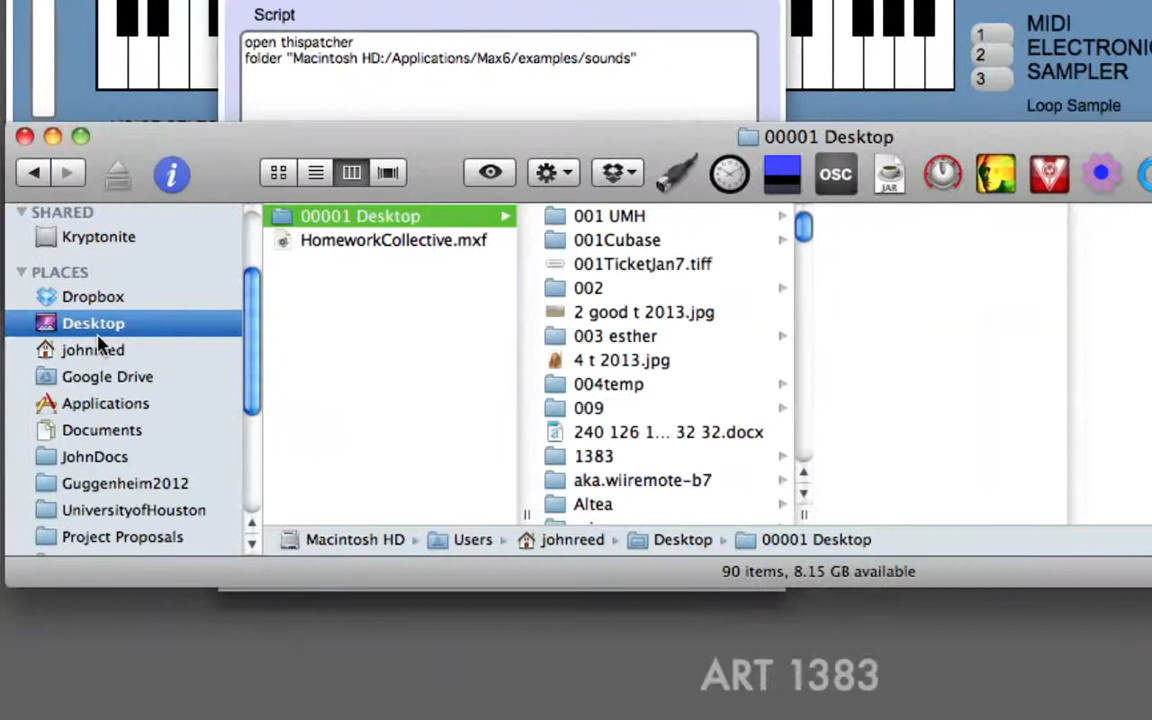 Script
open thispatcher
folder "Macintosh HD:/Applications/Max6/examples/sounds"
1
2
3
MIDI
ELECTRONI
SAMPLER
Loop Sample
00001 Desktop
OSC
JAR
SHARED
Kryptonite
PLACES
Dropbox
Desktop
johnreed
Google Drive
Applications
Documents
JohnDocs
Guggenheim2012
UniversityofHouston
Project Proposals
00001 Desktop
HomeworkCollective.mxf
001 UMH
001Cubase
001TicketJan7.tiff
002
2 good t 2013.jpg
003 esther
4 t 2013.jpg
004temp
009
240 126 1... 32 32.docx
1383
aka.wiiremote-b7
Altea
Macintosh HD
Users
johnreed
Desktop
00001 Desktop
90 items, 8.15 GB available
ART 1383